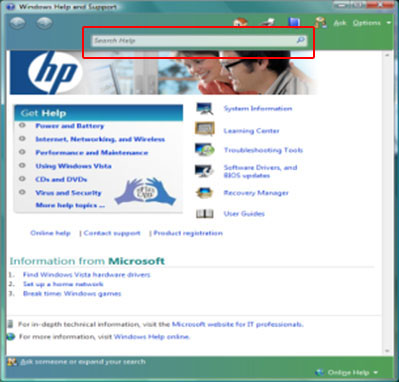 Windows Help and Support
Ask Options
Search Help
hp
Get Help
Power and Battery
Internet, Networking, and Wireless
Performance and Maintenance
Using Windows Vista
CDs and DVDs
Virus and Security
More help topics ...
System Information
Learning Center
Troubleshooting Tools
Software Drivers, and
BIOS updates
Recovery Manager
User Guides
Online help | Contact support | Product registration
Information from Microsoft
1. Find Windows Vista hardware drivers
2. Set up a home network
3. Break time: Windows games
For in-depth technical information, visit the Microsoft website for IT professionals.
For more information, visit Windows Help online.
Ask someone or expand your search
Online Help